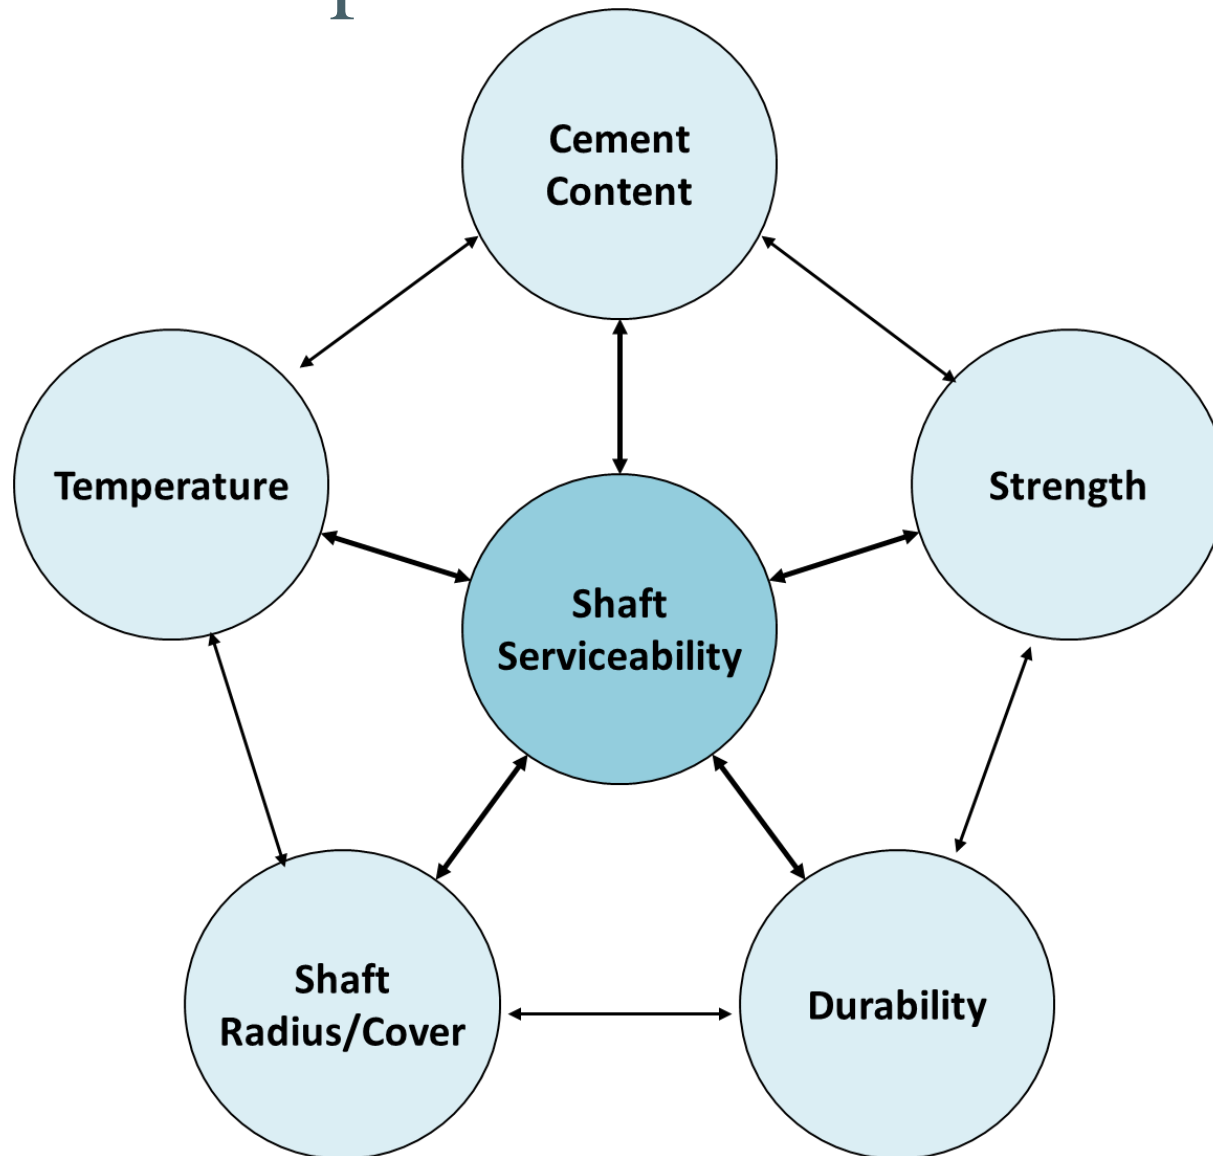 Cement
Content
Temperature
Strength
Shaft
Serviceability
Shaft
Radius/Cover
Durability